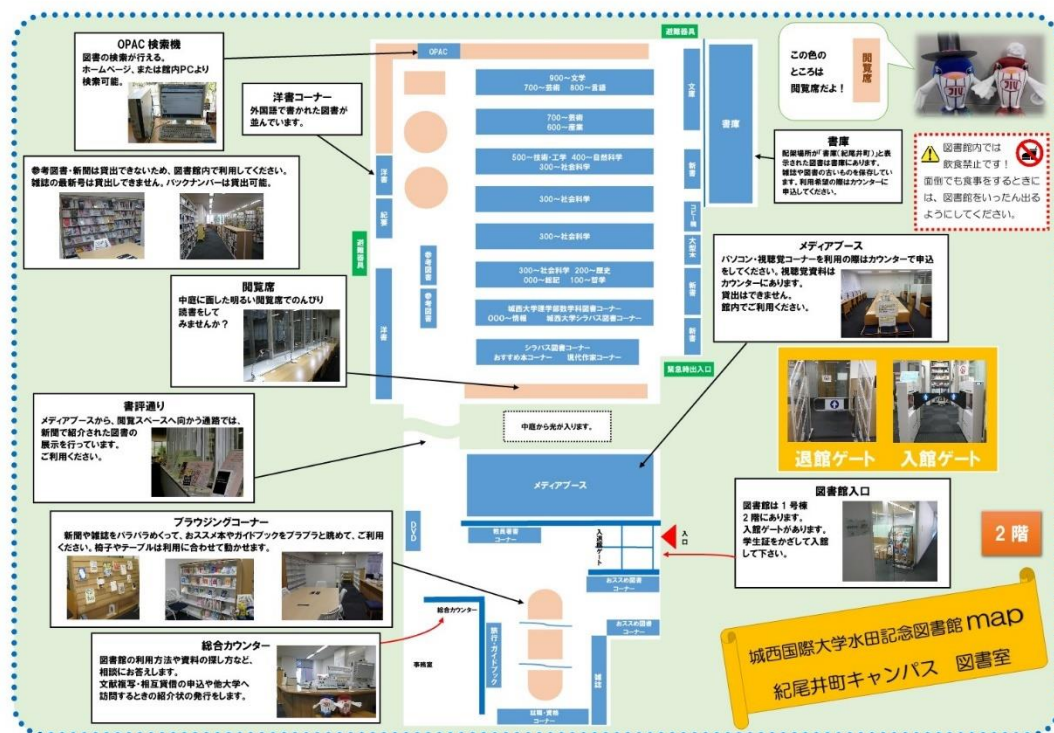 OPAC 検索機
図書の検索が行える。
ホームページ、または館内PCより
検索可能。
洋書コーナー
外国語で書かれた図書が
並んでいます。
参考図書・新聞は貸出できないため、図書館内で利用してください。
雑誌の最新号は貸出しできません。バックナンバーは貸出可能。
閲覧席
中庭に面した明るい閲覧席でのんびり
読書をして
みませんか？
書評通り
メディアブースから、閲覧スペースへ向かう通路では、
新聞で紹介された図書の
展示を行っています。
ご利用ください。
ブラウジングコーナー
新聞や雑誌をパラパラめくって、おススメ本やガイドブックをブラブラと眺めて、ご利用
ください。椅子やテーブルは利用に合わせて動かせます。
総合カウンター
図書館の利用方法や資料の探し方など、
相談にお答えします。
文献複写・相互貸借の申込や他大学へ
訪問するときの紹介状の発行をします。
OPAC
避難器具
900～文学
700～芸術　800～言語
700～芸術
600～産業
500～技術・工学　400～自然科学
300～社会科学
300～社会科学
300～社会科学
300～社会科学　200～歴史
000～総記　100～哲学
城西大学理学部数学科図書コーナー
000～情報　城西大学シラバス図書コーナー
シラバス図書コーナー
おすすめ本コーナー　現代作家コーナー
洋書
紀要
避難器具
洋書
参考図書
参考図書
文庫
新書
コピー機
大型本
新書
新書
書庫
緊急時出入口
中庭から光が入ります。
メディアブース
DVD
教員著者
コーナー
入退館ゲート
入口
おススメ図書
コーナー
おススメ図書
コーナー
総合カウンター
事務室
旅行・ガイドブック
雑誌
就職・資格
コーナー
この色の
ところは
閲覧席だよ！
閲覧席
書庫
配架場所が「書庫（紀尾井町）」と表
示された図書は書庫にあります。
雑誌や図書の古いものを保存してい
ます。利用希望の際はカウンターに
申込してください。
図書館内では
飲食禁止です！
面倒でも食事をするときに
は、図書館をいったん出る
ようにしてください。
メディアブース
パソコン・視聴覚コーナーを利用の際はカウンターで申込
をしてください。視聴覚資料は
カウンターにあります。
貸出はできません。
館内でご利用ください。
退館ゲート　入館ゲート
図書館入口
図書館は 1 号棟
2 階にあります。
入館ゲートがあります。
学生証をかざして入館
して下さい。
2 階
城西国際大学水田記念図書館 map
紀尾井町キャンパス　図書室